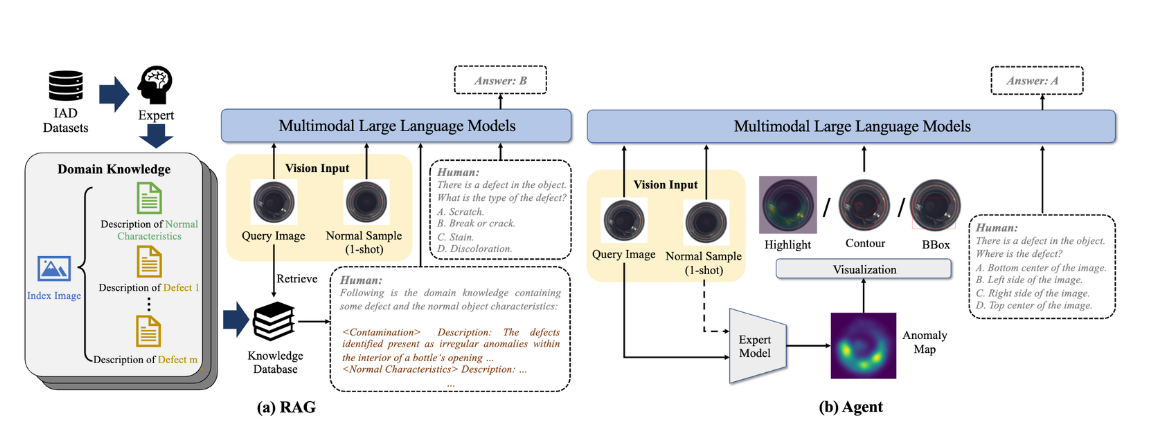 IAD
Datasets
Expert
Domain Knowledge
Description of Normal
Characteristics
Index Image
Description of Defect 1
Description of Defect m
Answer: B
Multimodal Large Language Models
Vision Input
Query Image
Normal Sample
(1-shot)
Human:
There is a defect in the object.
What is the type of the defect?
A. Scratch.
B. Break or crack.
C. Stain.
D. Discoloration.
Retrieve
Knowledge
Database
Human:
Following is the domain knowledge containing
some defect and the normal object characteristics:
<Contamination> Description: The defects
identified present as irregular anomalies within
the interior of a bottle's opening ...
<Normal Characteristics> Description: ...
...
(a) RAG
Answer: A
Multimodal Large Language Models
Vision Input
Query Image
Normal Sample
(1-shot)
Highlight
/
Contour
/
BBox
Visualization
Human:
There is a defect in the object.
Where is the defect?
A. Bottom center of the image.
B. Left side of the image.
C. Right side of the image.
D. Top center of the image.
Expert
Model
Anomaly
Map
(b) Agent